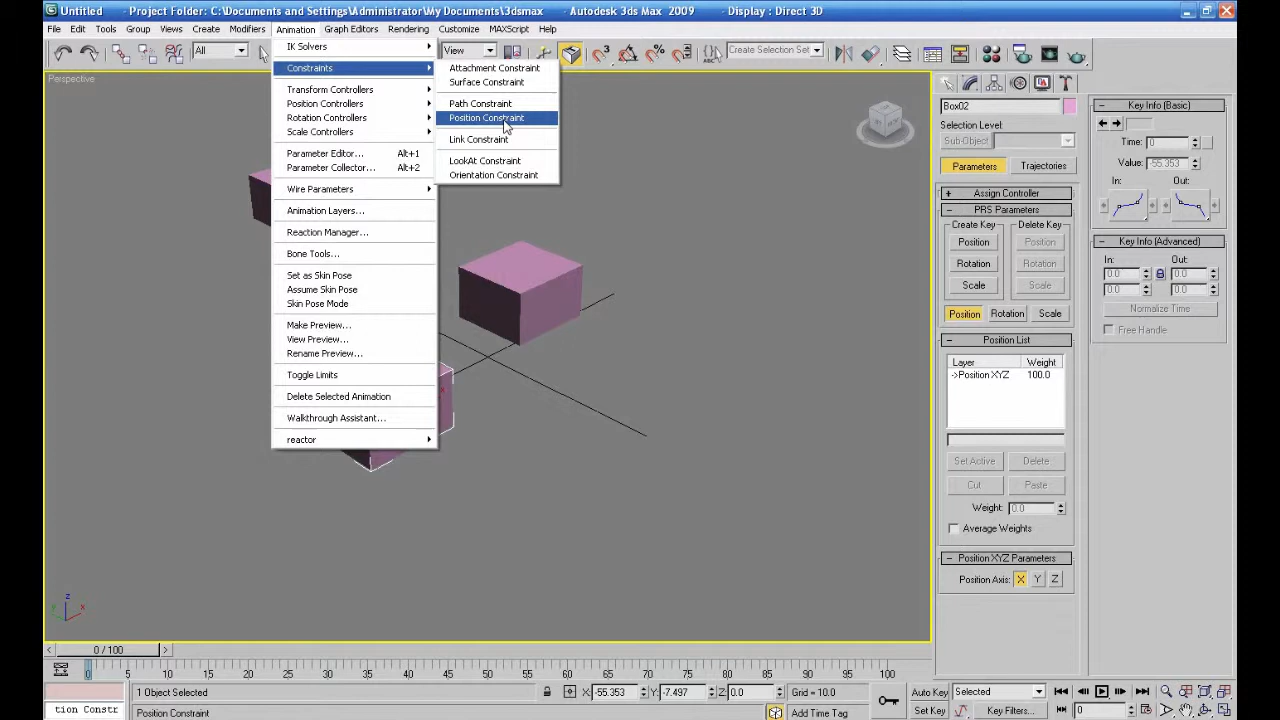 Untitled - Project Folder: C:\Documents and Settings\Administrator\My Documents\3dsmax - Autodesk 3ds Max 2009 - Display : Direct 3D
File Edit Tools Group Views Create Modifiers Animation Graph Editors Rendering Customize MAXScript Help
All View Create Selection Set
Perspective
IK Solvers
Constraints
Transform Controllers
Position Controllers
Rotation Controllers
Scale Controllers
Parameter Editor... Alt+1
Parameter Collector... Alt+2
Wire Parameters
Animation Layers...
Reaction Manager...
Bone Tools...
Set as Skin Pose
Assume Skin Pose
Skin Pose Mode
Make Preview...
View Preview...
Rename Preview...
Toggle Limits
Delete Selected Animation
Walkthrough Assistant...
reactor
Attachment Constraint
Surface Constraint
Path Constraint
Position Constraint
Link Constraint
LookAt Constraint
Orientation Constraint
Box02
Selection Level:
Sub-Object
Parameters Trajectories
+ Assign Controller
- PRS Parameters
Create Key Delete Key
Position Position
Rotation Rotation
Scale Scale
Position Rotation Scale
- Position List
Layer Weight
->Position XYZ 100.0
Set Active Delete
Cut Paste
Weight: 0.0
Average Weights
- Position XYZ Parameters
Position Axis: X Y Z
- Key Info (Basic)
Time: 0
Value: -55.353
In: Out:
- Key Info (Advanced)
In: Out:
0.0 0.0
0.0 0.0
Normalize Time
Free Handle
z
y x
< 0 / 100 >
0 5 10 15 20 25 30 35 40 45 50 55 60 65 70 75 80 85 90 95 100
1 Object Selected X: -55.353 Y: -7.497 Z: 0.0 Grid = 10.0 Auto Key Selected
tion Constr Position Constraint Add Time Tag Set Key Key Filters... 0